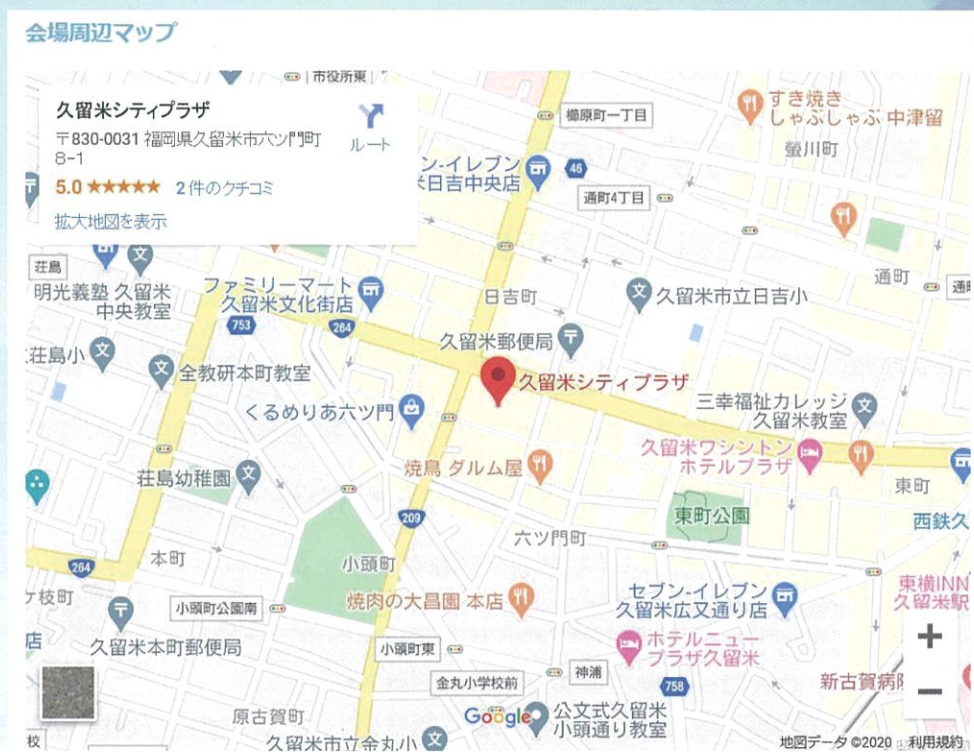 会場周辺マップ
市役所東
久留米シティプラザ
〒830-0031 福岡県久留米市六ツ門町
8-1
ルート
5.0 ★★★★★ 2 件のクチコミ
拡大地図を表示
櫛原町一丁目
すき焼き
しゃぶしゃぶ 中津留
螢川町
ン-イレブン
日吉中央店
46
通町4丁目
荘島
明光義塾 久留米
中央教室
ファミリーマート
久留米文化街店
753
264
日吉町
久留米市立日吉小
通町
久留米郵便局
荘島小
全教研本町教室
久留米シティプラザ
くるめりあ六ツ門
三幸福祉カレッジ
久留米教室
久留米ワシントン
ホテルプラザ
焼鳥 ダルム屋
荘島幼稚園
東町
東町公園
西鉄久
209
六ツ門町
本町
小頭町
264
ケ枝町
小頭町公園南
焼肉の大昌園 本店
セブン-イレブン
久留米広又通り店
東横INN
久留米駅
店
久留米本町郵便局
小頭町東
ホテルニュー
プラザ久留米
神浦
金丸小学校前
758
新古賀病院
原古賀町
Google
公文式久留米
小頭通り教室
校
久留米市立金丸小
地図データ ©2020
利用規約